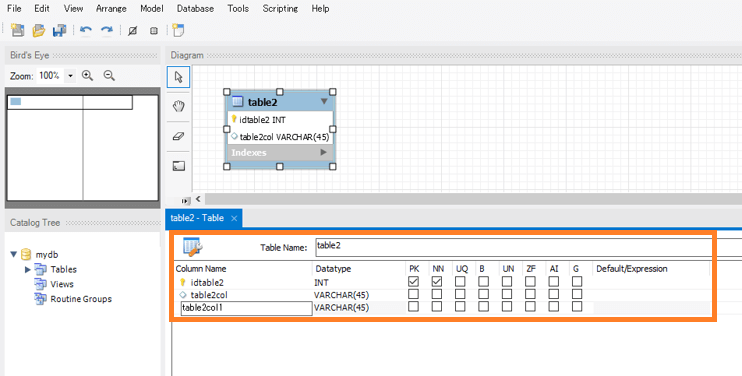 File Edit View Arrange Model Database Tools Scripting Help
Bird's Eye
Zoom: 100%
Diagram
table2
idtable2 INT
table2col VARCHAR(45)
Indexes
Catalog Tree
mydb
Tables
Views
Routine Groups
table2 - Table
Table Name: table2
Column Name Datatype PK NN UQ B UN ZF AI G Default/Expression
idtable2 INT
table2col VARCHAR(45)
table2col1 VARCHAR(45)